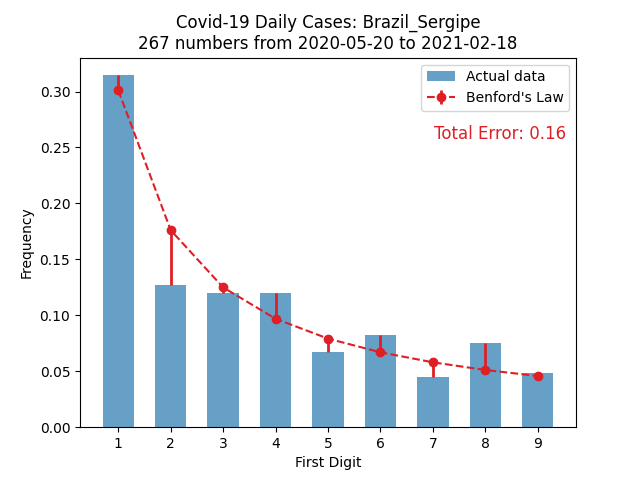 Covid-19 Daily Cases: Brazil_Sergipe
267 numbers from 2020-05-20 to 2021-02-18
Actual data
Benford's Law
Total Error: 0.16
Frequency
0.30
0.25
0.20
0.15
0.10
0.05
0.00
1 2 3 4 5 6 7 8 9
First Digit